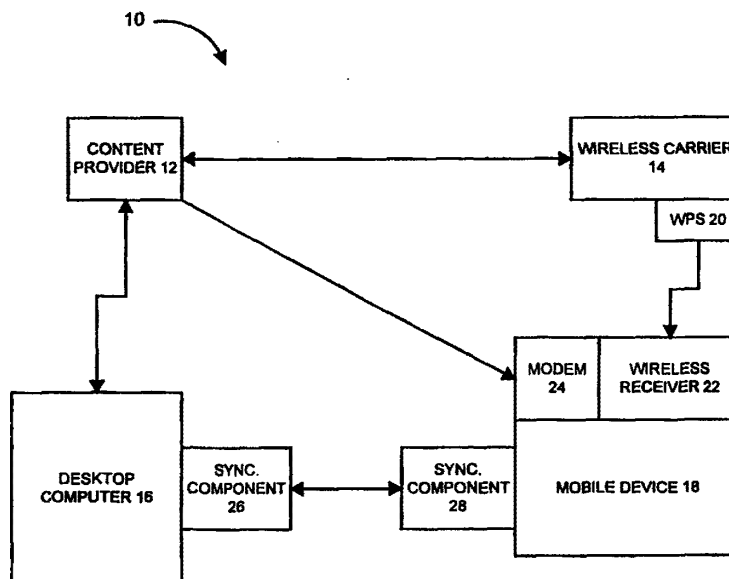 10
CONTENT
PROVIDER 12
WIRELESS CARRIER
14
WPS 20
MODEM
24
WIRELESS
RECEIVER 22
DESKTOP
COMPUTER 16
SYNC.
COMPONENT
26
SYNC.
COMPONENT
28
MOBILE DEVICE 18